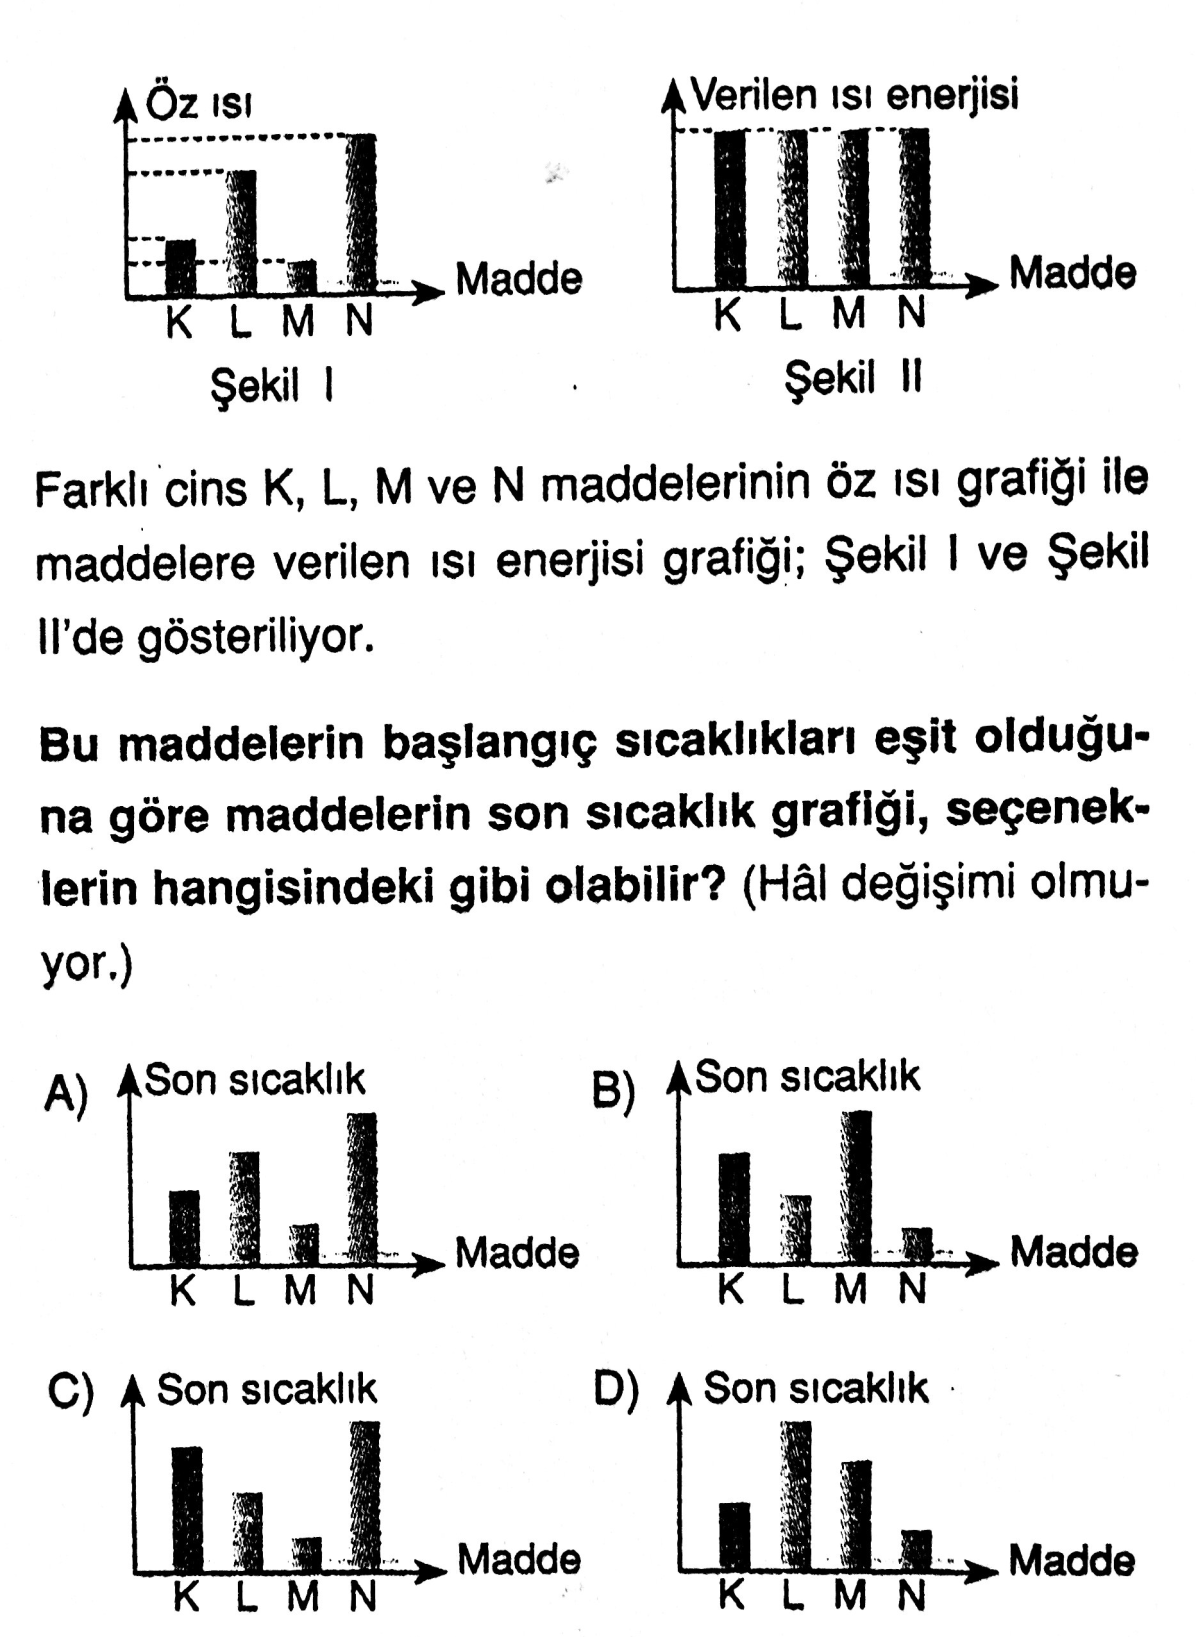 Öz ısı
Madde
K L M N
Şekil I
Verilen ısı enerjisi
Madde
K L M N
Şekil II
Farklı cins K, L, M ve N maddelerinin öz ısı grafiği ile
maddelere verilen ısı enerjisi grafiği; Şekil I ve Şekil
II'de gösteriliyor.
Bu maddelerin başlangıç sıcaklıkları eşit olduğu-
na göre maddelerin son sıcaklık grafiği, seçenek-
lerin hangisindeki gibi olabilir? (Hâl değişimi olmu-
yor.)
A) Son sıcaklık
Madde
K L M N
B) Son sıcaklık
Madde
K L M N
C) Son sıcaklık
Madde
K L M N
D) Son sıcaklık
Madde
K L M N